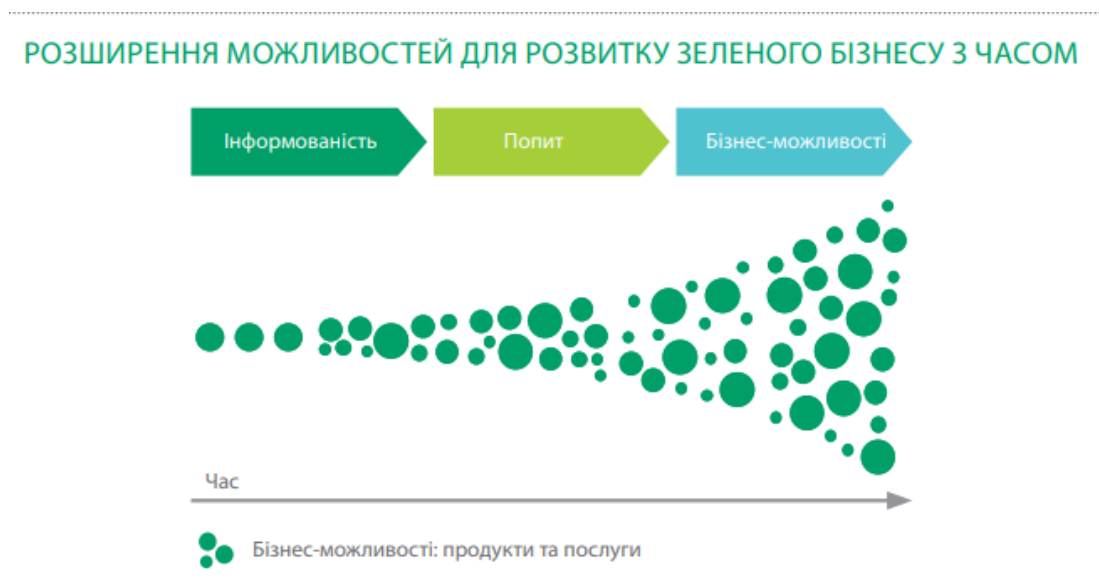 РОЗШИРЕННЯ МОЖЛИВОСТЕЙ ДЛЯ РОЗВИТКУ ЗЕЛЕНОГО БІЗНЕСУ З ЧАСОМ
Інформованість
Попит
Бізнес-можливості
Час
Бізнес-можливості: продукти та послуги